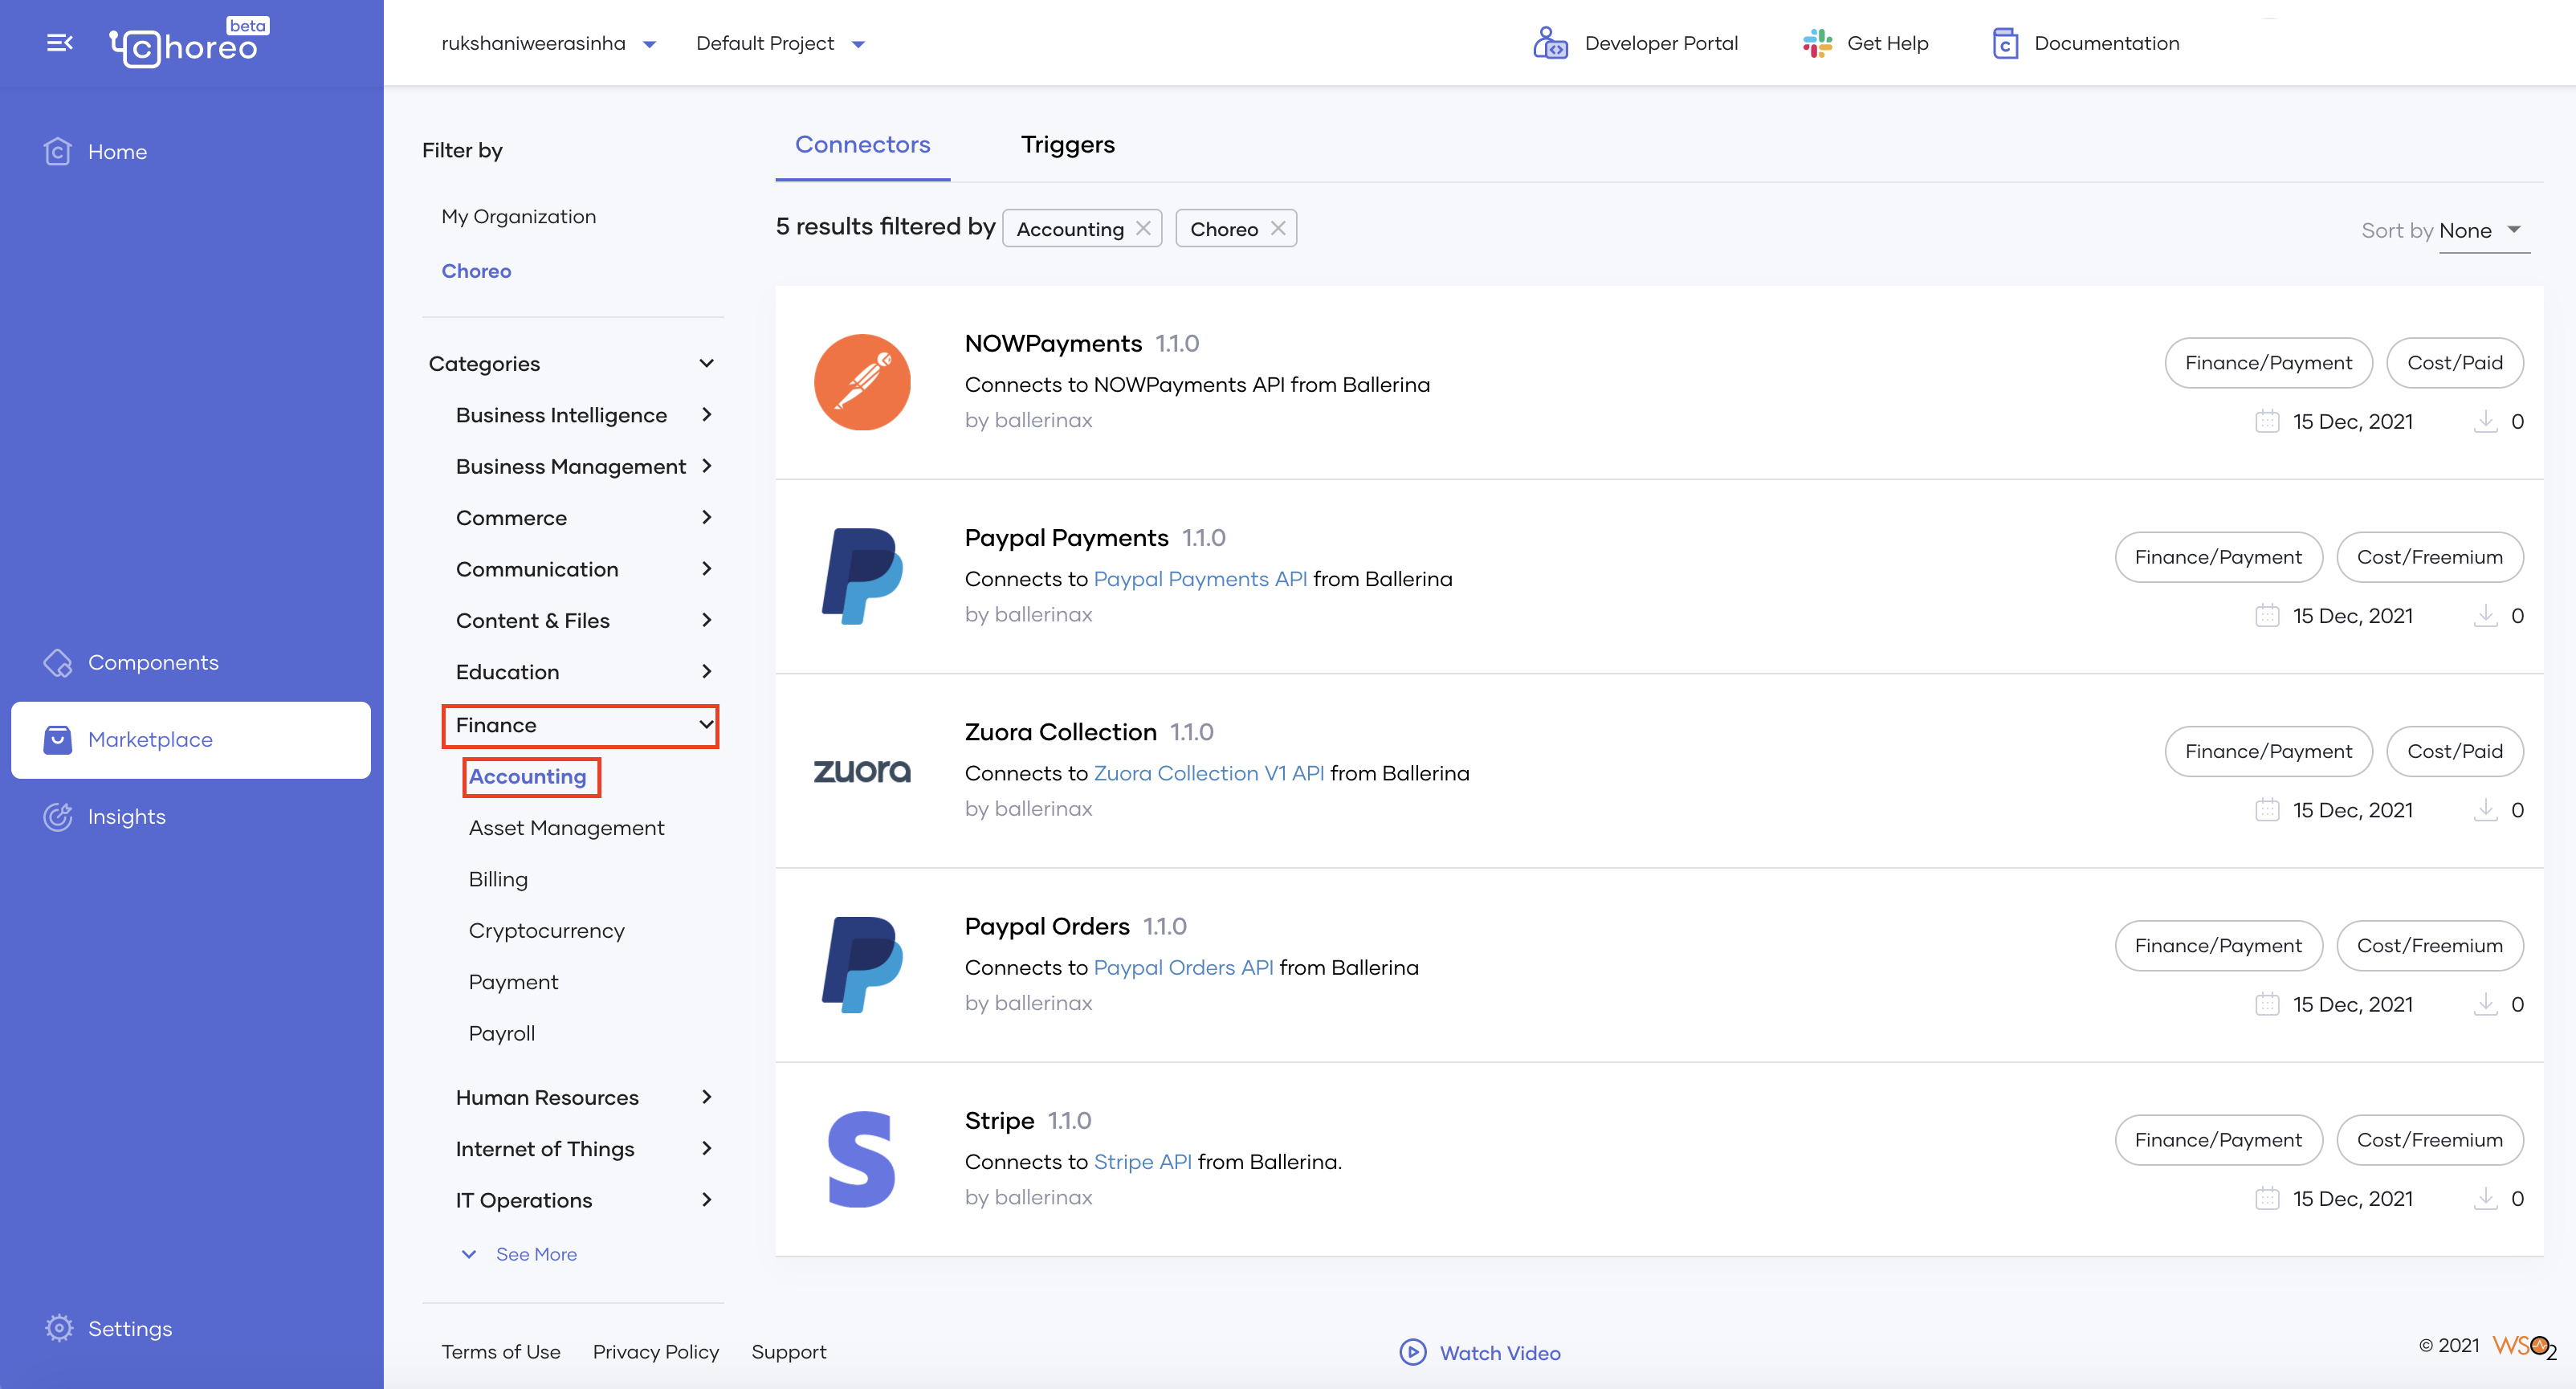 choreo beta
rukshaniweerasinha
Default Project
Developer Portal
Get Help
Documentation
Home
Components
Marketplace
Insights
Settings
Filter by
My Organization
Choreo
Categories
Business Intelligence
Business Management
Commerce
Communication
Content & Files
Education
Finance
Accounting
Asset Management
Billing
Cryptocurrency
Payment
Payroll
Human Resources
Internet of Things
IT Operations
See More
Connectors
Triggers
5 results filtered by Accounting Choreo
Sort by None
NOWPayments 1.1.0
Connects to NOWPayments API from Ballerina
by ballerinax
Finance/Payment Cost/Paid
15 Dec, 2021 0
Paypal Payments 1.1.0
Connects to Paypal Payments API from Ballerina
by ballerinax
Finance/Payment Cost/Freemium
15 Dec, 2021 0
zuora
Zuora Collection 1.1.0
Connects to Zuora Collection V1 API from Ballerina
by ballerinax
Finance/Payment Cost/Paid
15 Dec, 2021 0
Paypal Orders 1.1.0
Connects to Paypal Orders API from Ballerina
by ballerinax
Finance/Payment Cost/Freemium
15 Dec, 2021 0
Stripe 1.1.0
Connects to Stripe API from Ballerina.
by ballerinax
Finance/Payment Cost/Freemium
15 Dec, 2021 0
Terms of Use
Privacy Policy
Support
Watch Video
© 2021 WSO2